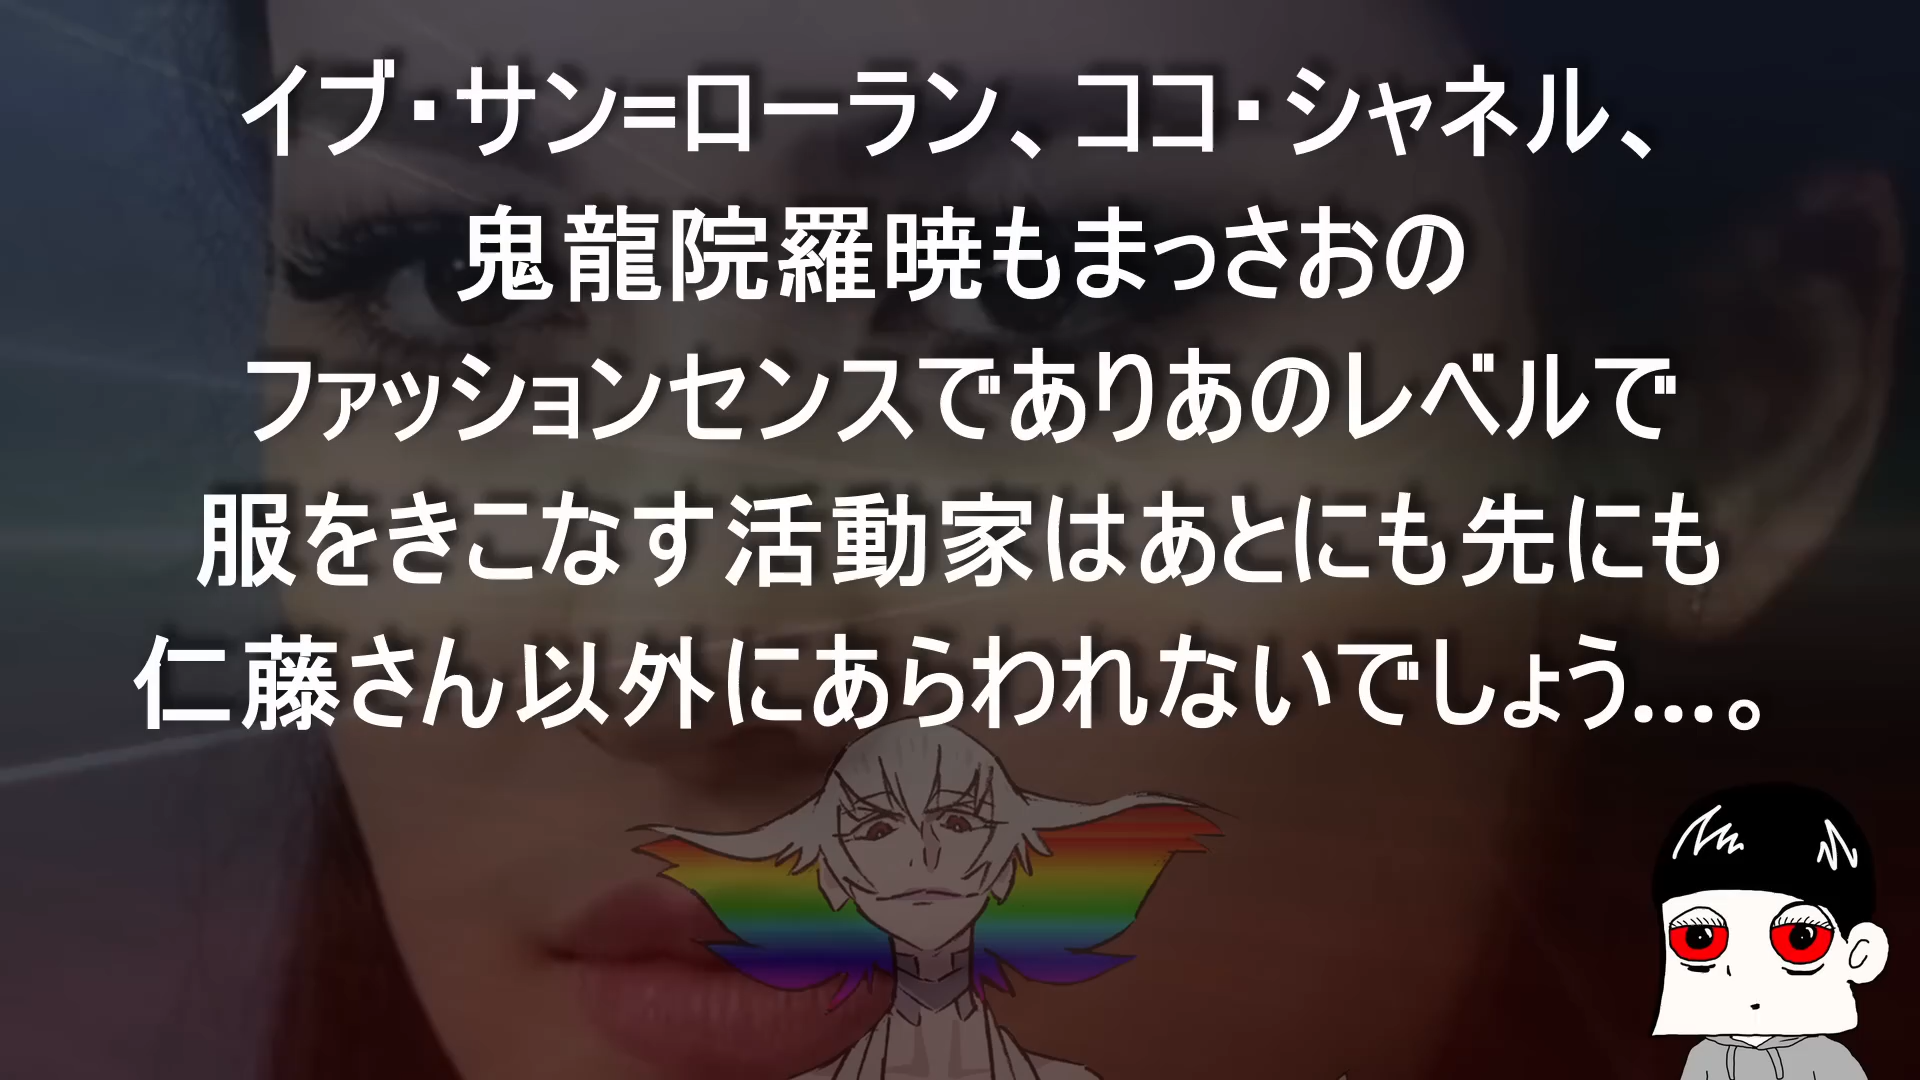 イブ・サン=ローラン、ココ・シャネル、
鬼龍院羅暁もまっさおの
ファッションセンスでありあのレベルで
服をきこなす活動家はあとにも先にも
仁藤さん以外にあらわれないでしょう...。